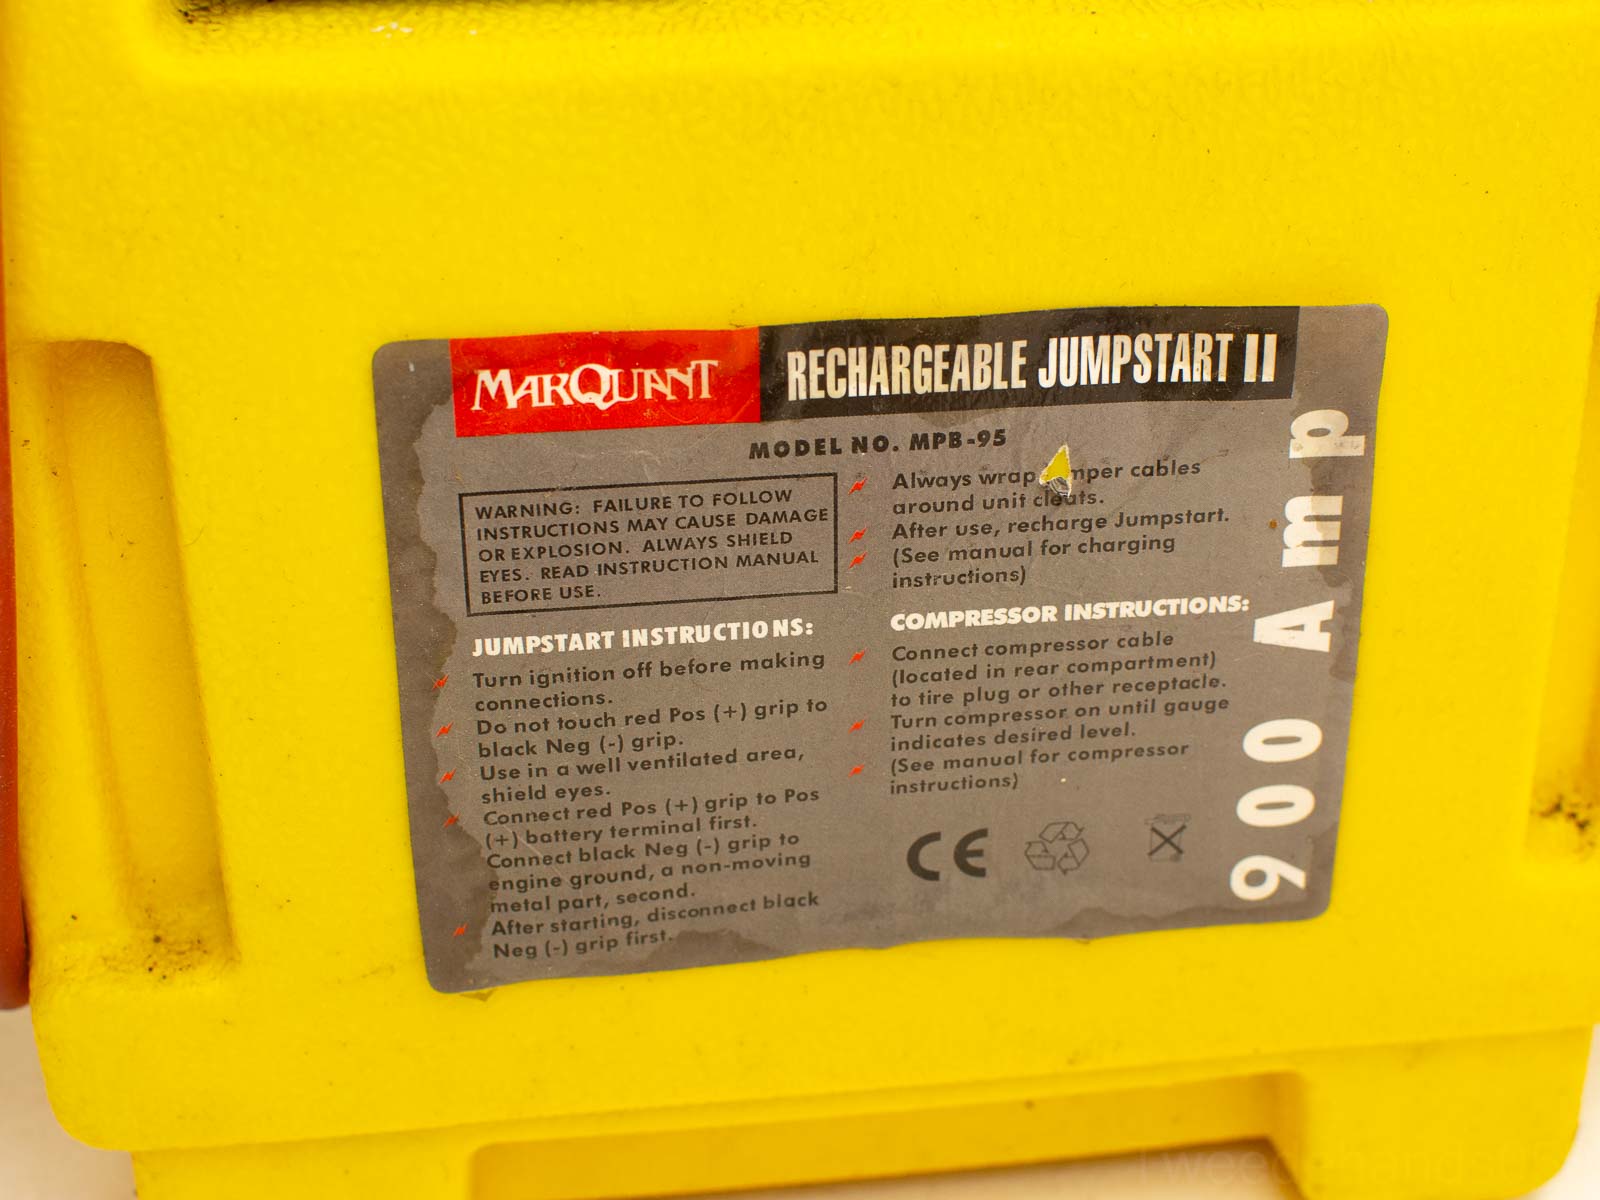 MARQUANT
RECHARGEABLE JUMPSTART II
MODEL NO. MPB-95
WARNING: FAILURE TO FOLLOW
INSTRUCTIONS MAY CAUSE DAMAGE
OR EXPLOSION. ALWAYS SHIELD
EYES. READ INSTRUCTION MANUAL
BEFORE USE.
JUMPSTART INSTRUCTIONS:
Turn ignition off before making
connections.
Do not touch red Pos (+) grip to
black Neg (-) grip.
Use in a well ventilated area,
shield eyes.
Connect red Pos (+) grip to Pos
(+) battery terminal first.
Connect black Neg (-) grip to
engine ground, a non-moving
metal part, second.
After starting, disconnect black
Neg (-) grip first.
Always wrap cables
around unit cleats.
After use, recharge Jumpstart.
(See manual for charging
instructions)
COMPRESSOR INSTRUCTIONS:
Connect compressor cable
(located in rear compartment)
to tire plug or other receptacle.
Turn compressor on until gauge
indicates desired level.
(See manual for compressor
instructions)
CE
900 Amp